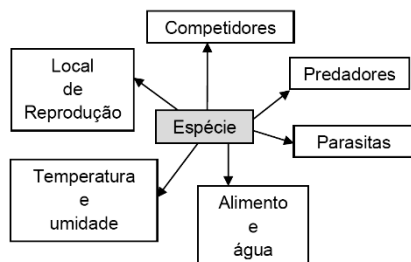 Competidores
Local
de
Reprodução
Predadores
Espécie
Parasitas
Temperatura
e
umidade
Alimento
e
água